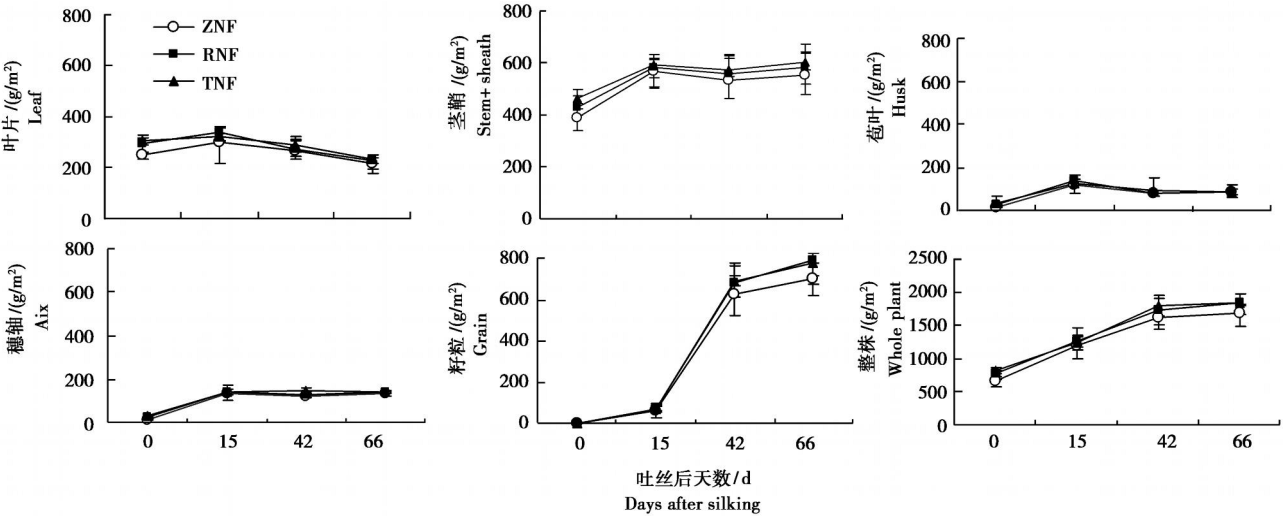 叶片/(g/m²)
Leaf
800
600
400
200
0
ZNF
RNF
TNF
茎鞘/(g/m²)
Stem+ sheath
800
600
400
200
0
苞叶/(g/m²)
Husk
800
600
400
200
0
穗轴/(g/m²)
Aix
800
600
400
200
0
0 15 42 66
籽粒/(g/m²)
Grain
800
600
400
200
0
0 15 42 66
整株/(g/m²)
Whole plant
2500
2000
1500
1000
500
0
0 15 42 66
吐丝后天数/d
Days after silking